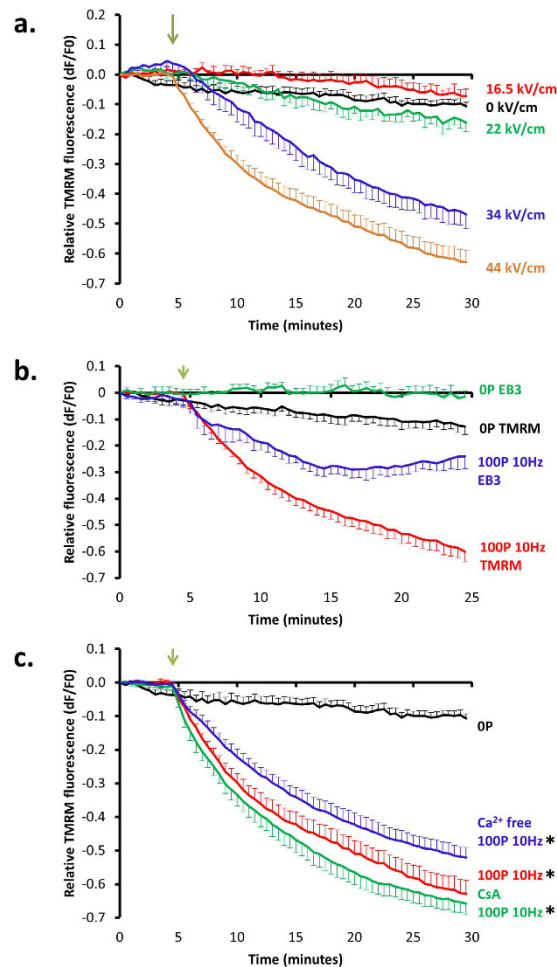 a.
Relative TMRM fluorescence (dF/F0)
0.2
0.1
0.0
-0.1
-0.2
-0.3
-0.4
-0.5
-0.6
-0.7
16.5 kV/cm
0 kV/cm
22 kV/cm
34 kV/cm
44 kV/cm
0 5 10 15 20 25 30
Time (minutes)
b.
Relative fluorescence (dF/F0)
0.1
0
-0.1
-0.2
-0.3
-0.4
-0.5
-0.6
-0.7
0P EB3
0P TMRM
100P 10Hz
EB3
100P 10Hz
TMRM
0 5 10 15 20 25
Time (minutes)
c.
Relative TMRM fluorescence (dF/F0)
0.1
0.0
-0.1
-0.2
-0.3
-0.4
-0.5
-0.6
-0.7
0P
Ca²⁺ free
100P 10Hz *
100P 10Hz *
CsA
100P 10Hz *
0 5 10 15 20 25 30
Time (minutes)